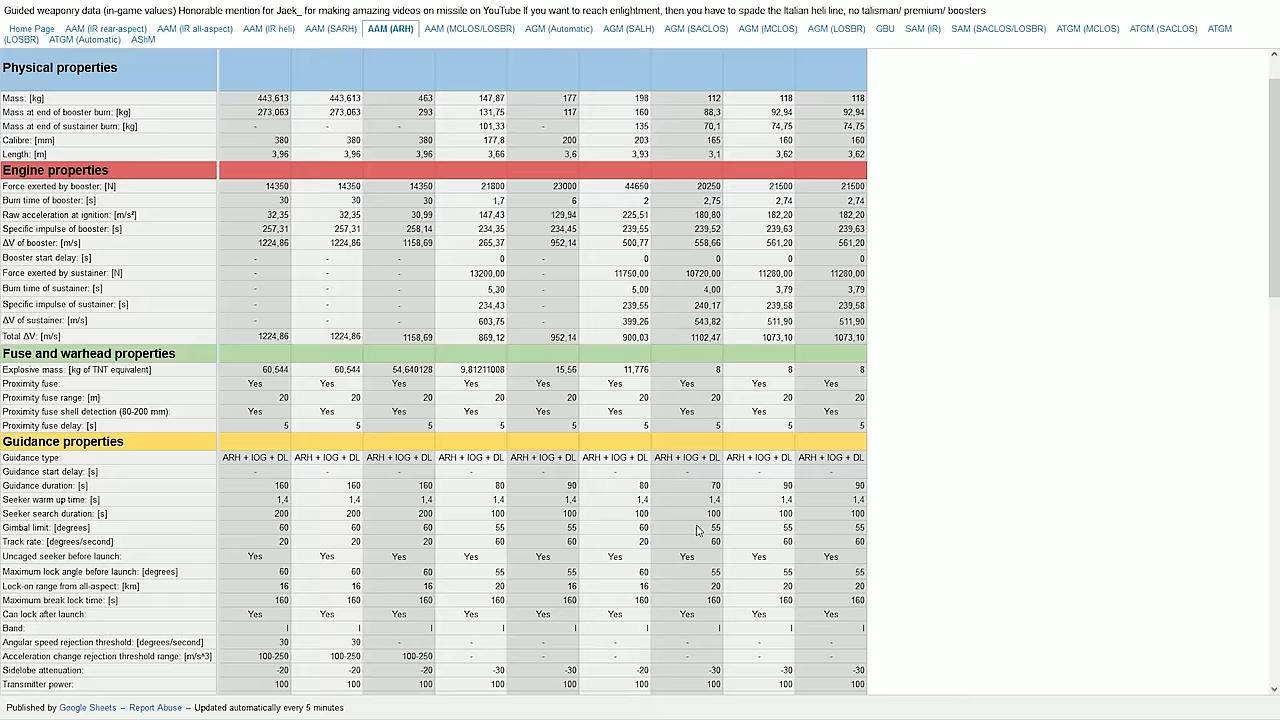 Guided weaponry data (in-game values) Honorable mention for Jaek_ for making amazing videos on missile on YouTube If you want to reach enlightment, then you have to spade the Italian heli line, no talisman/ premium/ boosters
Home Page AAM (IR rear-aspect) AAM (IR all-aspect) AAM (IR heli) AAM (SARH) AAM (ARH) AAM (MCLOS/LOSBR) AGM (Automatic) AGM (SALH) AGM (SACLOS) AGM (MCLOS) AGM (LOSBR) GBU SAM (IR) SAM (SACLOS/LOSBR) ATGM (MCLOS) ATGM (SACLOS) ATGM
(LOSBR) ATGM (Automatic) AShM
Physical properties
Mass: [kg] 443,613 443,613 463 147,87 177 198 112 118 118
Mass at end of booster burn: [kg] 273,063 273,063 293 131,75 117 160 88,3 92,94 92,94
Mass at end of sustainer burn: [kg] - - - 101,33 - 135 70,1 74,75 74,75
Calibre: [mm] 380 380 380 177,8 200 203 165 160 160
Length: [m] 3,96 3,96 3,96 3,66 3,6 3,93 3,1 3,62 3,62
Engine properties
Force exerted by booster: [N] 14350 14350 14350 21800 23000 44650 20250 21500 21500
Burn time of booster: [s] 30 30 30 1,7 6 2 2,75 2,74 2,74
Raw acceleration at ignition: [m/s²] 32,35 32,35 30,99 147,43 129,94 225,51 180,80 182,20 182,20
Specific impulse of booster: [s] 257,31 257,31 258,14 234,35 234,45 239,55 239,52 239,63 239,63
ΔV of booster: [m/s] 1224,86 1224,86 1158,69 265,37 952,14 500,77 558,66 561,20 561,20
Booster start delay: [s] - - - 0 - 0 0 0 0
Force exerted by sustainer: [N] - - - 13200,00 - 11750,00 10720,00 11280,00 11280,00
Burn time of sustainer: [s] - - - 5,30 - 5,00 4,00 3,79 3,79
Specific impulse of sustainer: [s] - - - 234,43 - 239,55 240,17 239,58 239,58
ΔV of sustainer: [m/s] - - - 603,75 - 399,26 543,82 511,90 511,90
Total ΔV: [m/s] 1224,86 1224,86 1158,69 869,12 952,14 900,03 1102,47 1073,10 1073,10
Fuse and warhead properties
Explosive mass: [kg of TNT equivalent] 60,544 60,544 54,640128 9,81211008 15,56 11,776 8 8 8
Proximity fuse: Yes Yes Yes Yes Yes Yes Yes Yes Yes
Proximity fuse range: [m] 20 20 20 20 20 20 20 20 20
Proximity fuse shell detection (80-200 mm): Yes Yes Yes Yes Yes Yes Yes Yes Yes
Proximity fuse delay: [s] 5 5 5 5 5 5 5 5 5
Guidance properties
Guidance type: ARH + IOG + DL ARH + IOG + DL ARH + IOG + DL ARH + IOG + DL ARH + IOG + DL ARH + IOG + DL ARH + IOG + DL ARH + IOG + DL ARH + IOG + DL
Guidance start delay: [s] - - - - - - - - -
Guidance duration: [s] 160 160 160 80 90 80 70 90 90
Seeker warm up time: [s] 1,4 1,4 1,4 1,4 1,4 1,4 1,4 1,4 1,4
Seeker search duration: [s] 200 200 200 100 100 100 100 100 100
Gimbal limit: [degrees] 60 60 60 55 55 60 55 55 55
Track rate: [degrees/second] 20 20 20 60 60 20 60 60 60
Uncaged seeker before launch: Yes Yes Yes Yes Yes Yes Yes Yes Yes
Maximum lock angle before launch: [degrees] 60 60 60 55 55 60 55 55 55
Lock-on range from all-aspect: [km] 16 16 16 20 16 16 20 20 20
Maximum break lock time: [s] 160 160 160 160 160 160 160 160 160
Can lock after launch: Yes Yes Yes Yes Yes Yes Yes Yes Yes
Band: I I I I I I I I I
Angular speed rejection threshold: [degrees/second] 30 30 - - - - - - -
Acceleration change rejection threshold range: [m/s^3] 100-250 100-250 100-250 - - - - - -
Sidelobe attenuation: -20 -20 -20 -30 -30 -20 -30 -30 -30
Transmitter power: 100 100 100 100 100 100 100 100 100
Published by Google Sheets – Report Abuse – Updated automatically every 5 minutes